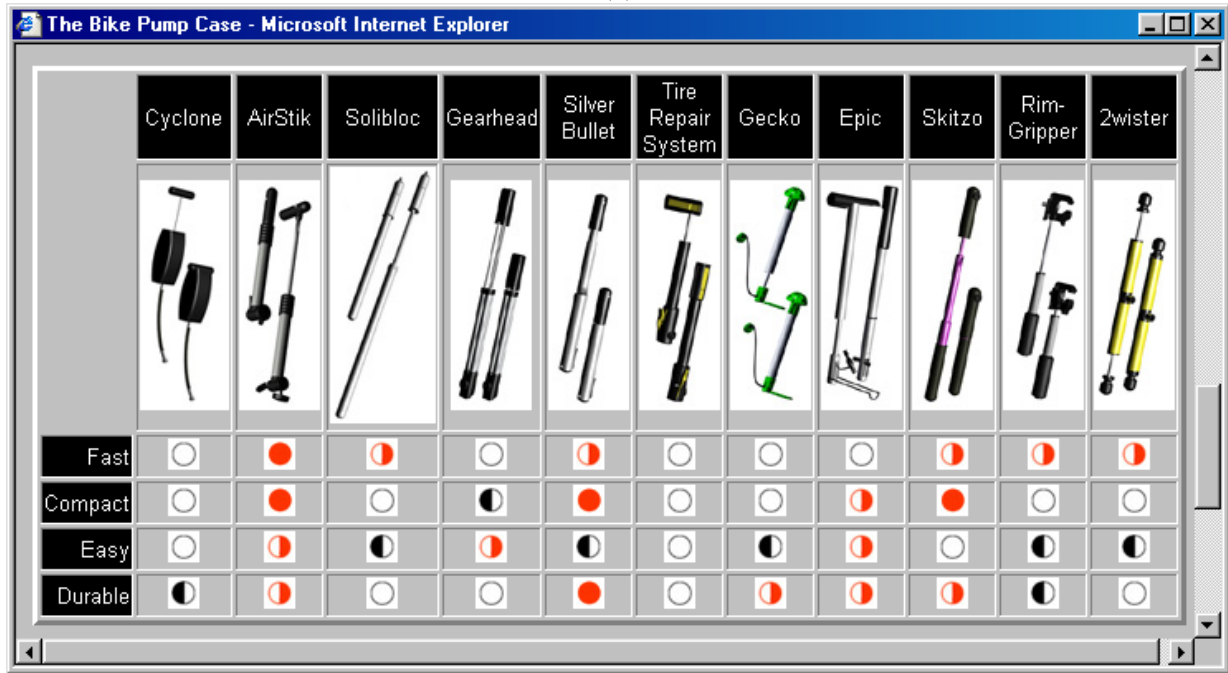 The Bike Pump Case - Microsoft Internet Explorer
Cyclone
AirStik
Solibloc
Gearhead
Silver
Bullet
Tire
Repair
System
Gecko
Epic
Skitzo
Rim-
Gripper
2wister
Fast
Compact
Easy
Durable